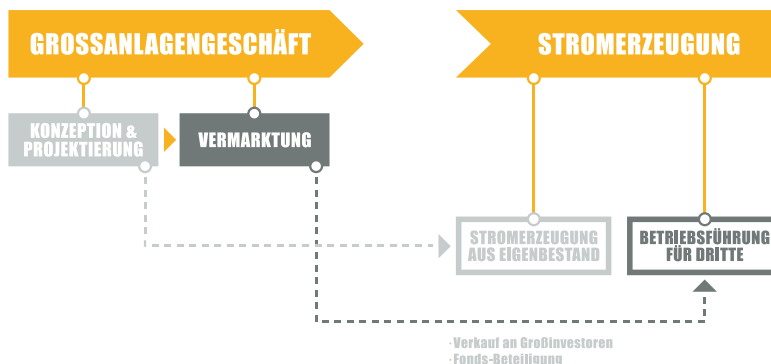 GROSSANLAGENGESCHÄFT
STROMERZEUGUNG
KONZEPTION &
PROJEKTIERUNG
VERMARKTUNG
STROMERZEUGUNG
AUS EIGENBESTAND
BETRIEBSFÜHRUNG
FÜR DRITTE
· Verkauf an Großinvestoren
· Fonds-Beteiligung